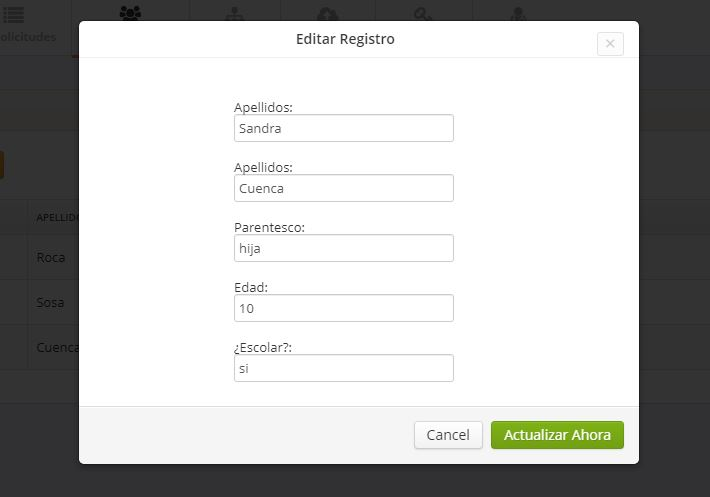 olicitudes
Editar Registro
Apellidos:
Sandra
Apellidos:
Cuenca
APELLIDO
Parentesco:
Roca
hija
Edad:
Sosa
10
¿Escolar?:
Cuenca
si
Cancel
Actualizar Ahora